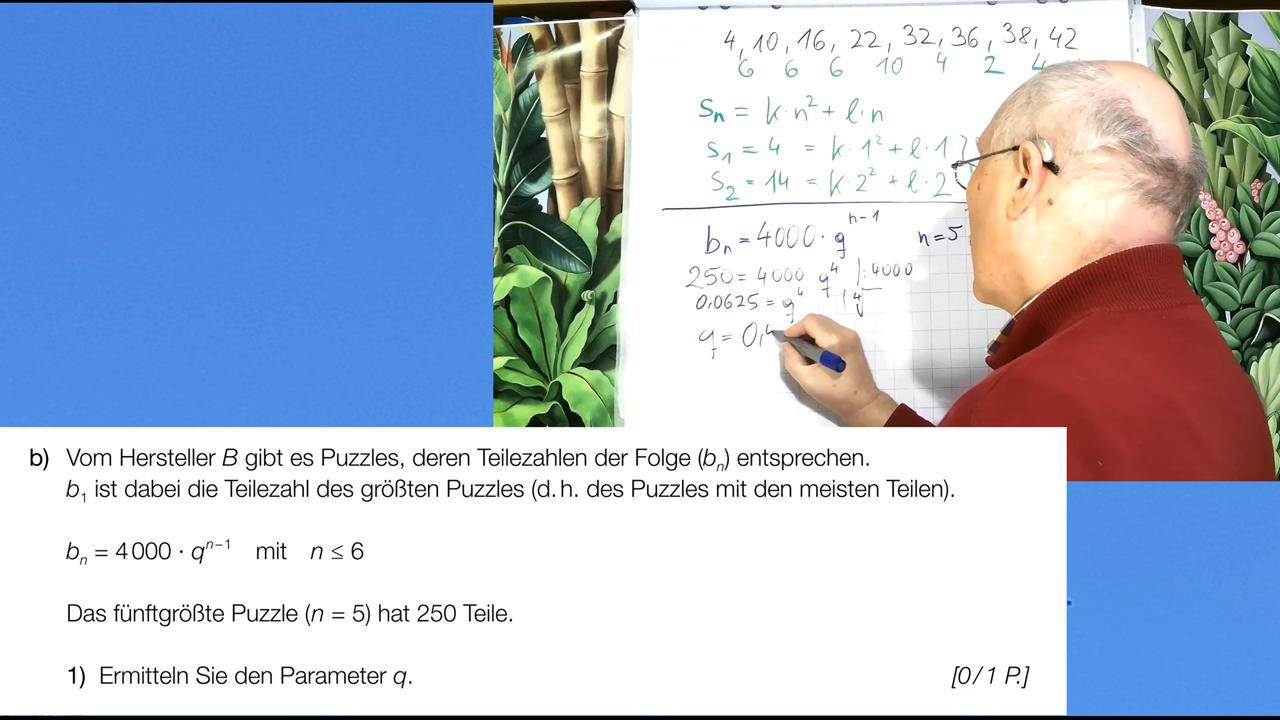 4, 10, 16, 22, 32, 36, 38, 42
6 6 6 10 4 2 4
Sn = k·n² + l·n
S₁ = 4 = k·1² + l·1
S₂ = 14 = k·2² + l·2
bₙ = 4000 · qⁿ⁻¹ n=5
250 = 4000 q⁴ |:4000
0,0625 = q⁴ | ∜
q = 0,
b) Vom Hersteller B gibt es Puzzles, deren Teilezahlen der Folge (bₙ) entsprechen.
b₁ ist dabei die Teilezahl des größten Puzzles (d. h. des Puzzles mit den meisten Teilen).
bₙ = 4 000 · qⁿ⁻¹ mit n ≤ 6
Das fünftgrößte Puzzle (n = 5) hat 250 Teile.
1) Ermitteln Sie den Parameter q. [0/1 P.]